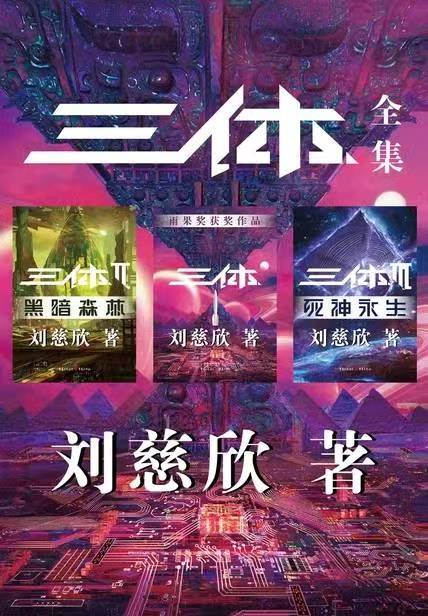 三体
全集
雨果奖获奖作品
三体II
黑暗森林
刘慈欣 著
三体
刘慈欣 著
三体III
死神永生
刘慈欣 著
刘慈欣 著